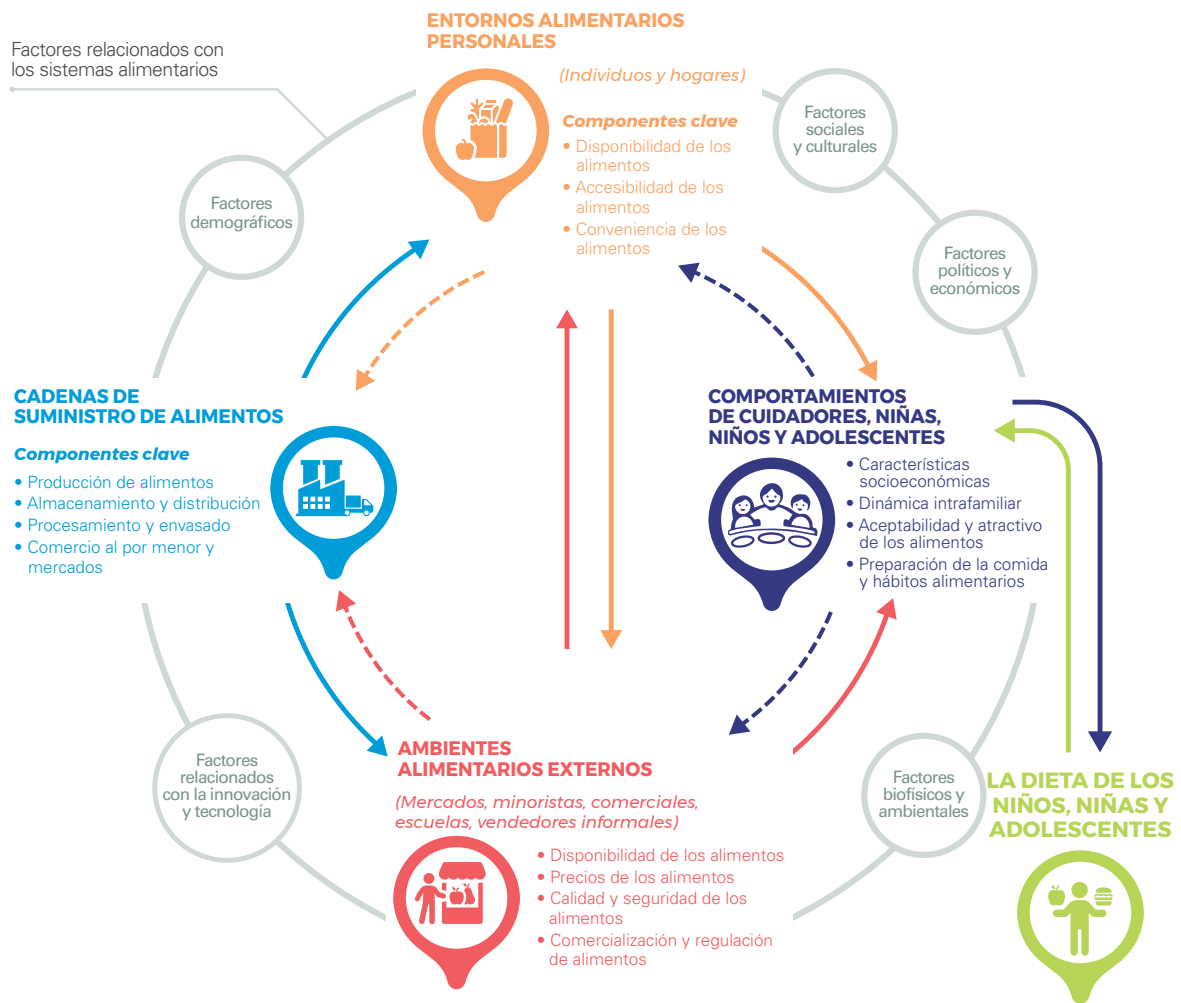 ENTORNOS ALIMENTARIOS
PERSONALES
(Individuos y hogares)
Componentes clave
• Disponibilidad de los
alimentos
• Accesibilidad de los
alimentos
• Conveniencia de los
alimentos
Factores relacionados con
los sistemas alimentarios
Factores
sociales
y culturales
Factores
demográficos
Factores
políticos y
económicos
CADENAS DE
SUMINISTRO DE ALIMENTOS
Componentes clave
• Producción de alimentos
• Almacenamiento y distribución
• Procesamiento y envasado
• Comercio al por menor y
mercados
COMPORTAMIENTOS
DE CUIDADORES, NIÑAS,
NIÑOS Y ADOLESCENTES
• Características
socioeconómicas
• Dinámica intrafamiliar
• Aceptabilidad y atractivo
de los alimentos
• Preparación de la comida
y hábitos alimentarios
Factores
relacionados
con la innovación
y tecnología
AMBIENTES
ALIMENTARIOS EXTERNOS
(Mercados, minoristas, comerciales,
escuelas, vendedores informales)
• Disponibilidad de los alimentos
• Precios de los alimentos
• Calidad y seguridad de los
alimentos
• Comercialización y regulación
de alimentos
Factores
biofísicos y
ambientales
LA DIETA DE LOS
NIÑOS, NIÑAS Y
ADOLESCENTES